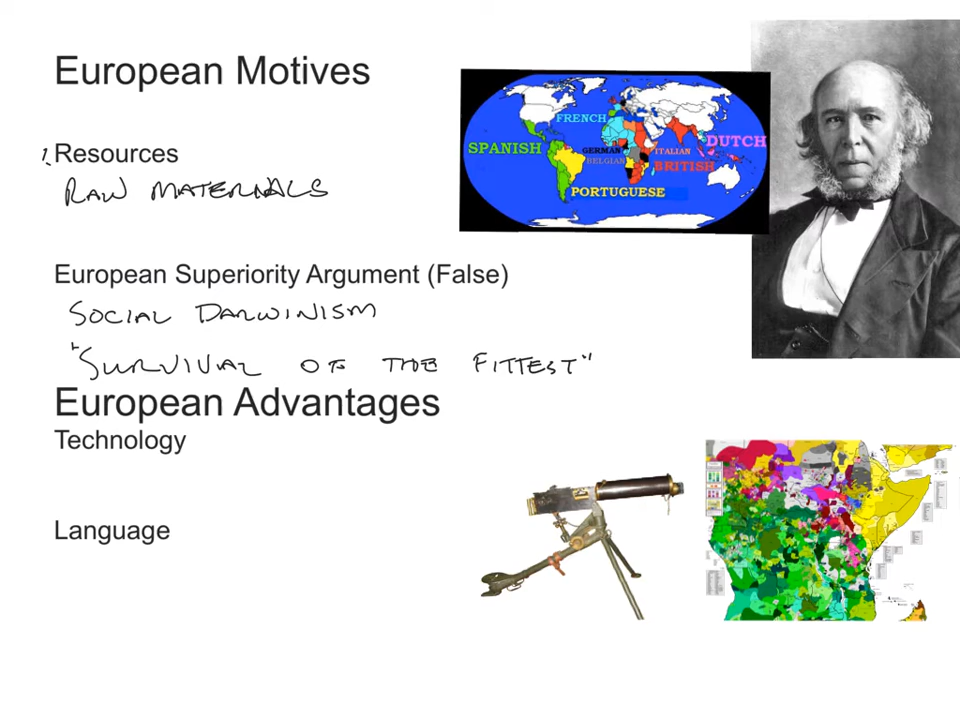 European Motives
1. Resources
RAW MATERIALS
European Superiority Argument (False)
SOCIAL DARWINISM
"SURVIVAL OF THE FITTEST"
European Advantages
Technology
Language
FRENCH
SPANISH
DUTCH
GERMAN
ITALIAN
BELGIAN
BRITISH
PORTUGUESE